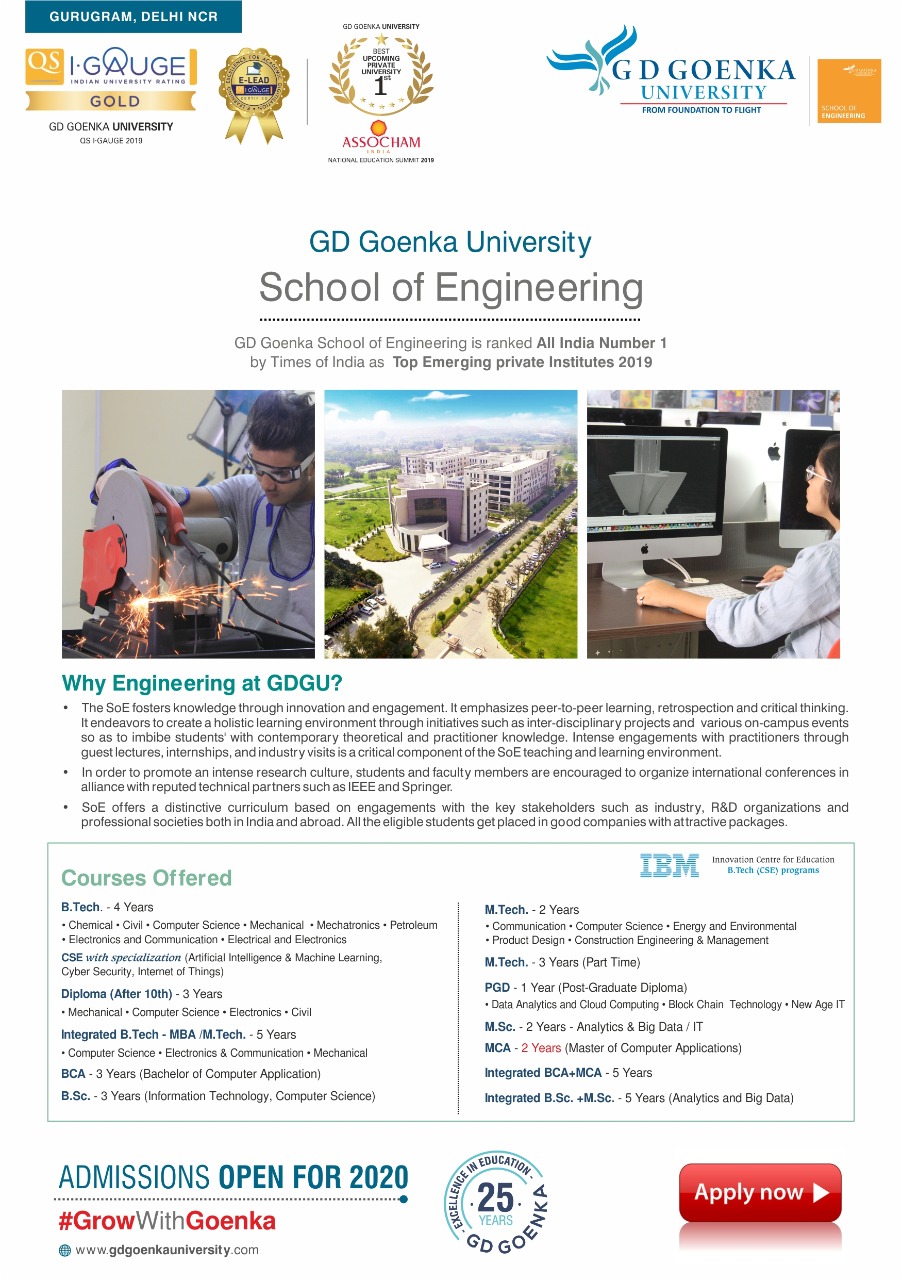 GURUGRAM, DELHI NCR
QS I·GAUGE
INDIAN UNIVERSITY RATING
GOLD
GD GOENKA UNIVERSITY
QS I-GAUGE 2019
E-LEAD
I·GAUGE
GD GOENKA UNIVERSITY
BEST
UPCOMING
PRIVATE
UNIVERSITY
1st
ASSOCHAM
INDIA
NATIONAL EDUCATION SUMMIT 2019
G D GOENKA
UNIVERSITY
FROM FOUNDATION TO FLIGHT
SCHOOL OF
ENGINEERING
GD Goenka University
School of Engineering
GD Goenka School of Engineering is ranked All India Number 1
by Times of India as Top Emerging private Institutes 2019
Why Engineering at GDGU?
• The SoE fosters knowledge through innovation and engagement. It emphasizes peer-to-peer learning, retrospection and critical thinking.
It endeavors to create a holistic learning environment through initiatives such as inter-disciplinary projects and various on-campus events
so as to imbibe students' with contemporary theoretical and practitioner knowledge. Intense engagements with practitioners through
guest lectures, internships, and industry visits is a critical component of the SoE teaching and learning environment.
• In order to promote an intense research culture, students and faculty members are encouraged to organize international conferences in
alliance with reputed technical partners such as IEEE and Springer.
• SoE offers a distinctive curriculum based on engagements with the key stakeholders such as industry, R&D organizations and
professional societies both in India and abroad. All the eligible students get placed in good companies with attractive packages.
IBM
Innovation Centre for Education
B.Tech (CSE) programs
Courses Offered
B.Tech. - 4 Years
• Chemical • Civil • Computer Science • Mechanical • Mechatronics • Petroleum
• Electronics and Communication • Electrical and Electronics
CSE with specialization (Artificial Intelligence & Machine Learning,
Cyber Security, Internet of Things)
Diploma (After 10th) - 3 Years
• Mechanical • Computer Science • Electronics • Civil
Integrated B.Tech - MBA /M.Tech. - 5 Years
• Computer Science • Electronics & Communication • Mechanical
BCA - 3 Years (Bachelor of Computer Application)
B.Sc. - 3 Years (Information Technology, Computer Science)
M.Tech. - 2 Years
• Communication • Computer Science • Energy and Environmental
• Product Design • Construction Engineering & Management
M.Tech. - 3 Years (Part Time)
PGD - 1 Year (Post-Graduate Diploma)
• Data Analytics and Cloud Computing • Block Chain Technology • New Age IT
M.Sc. - 2 Years - Analytics & Big Data / IT
MCA - 2 Years (Master of Computer Applications)
Integrated BCA+MCA - 5 Years
Integrated B.Sc. +M.Sc. - 5 Years (Analytics and Big Data)
ADMISSIONS OPEN FOR 2020
#GrowWithGoenka
www.gdgoenkauniversity.com
- EXCELLENCE IN EDUCATION -
· 25 ·
YEARS
GD GOENKA
Apply now